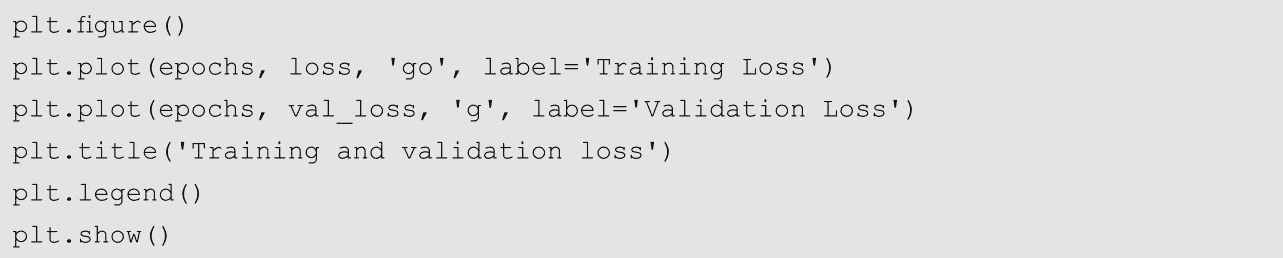 plt.figure()
plt.plot(epochs, loss, 'go', label='Training Loss')
plt.plot(epochs, val_loss, 'g', label='Validation Loss')
plt.title('Training and validation loss')
plt.legend()
plt.show()